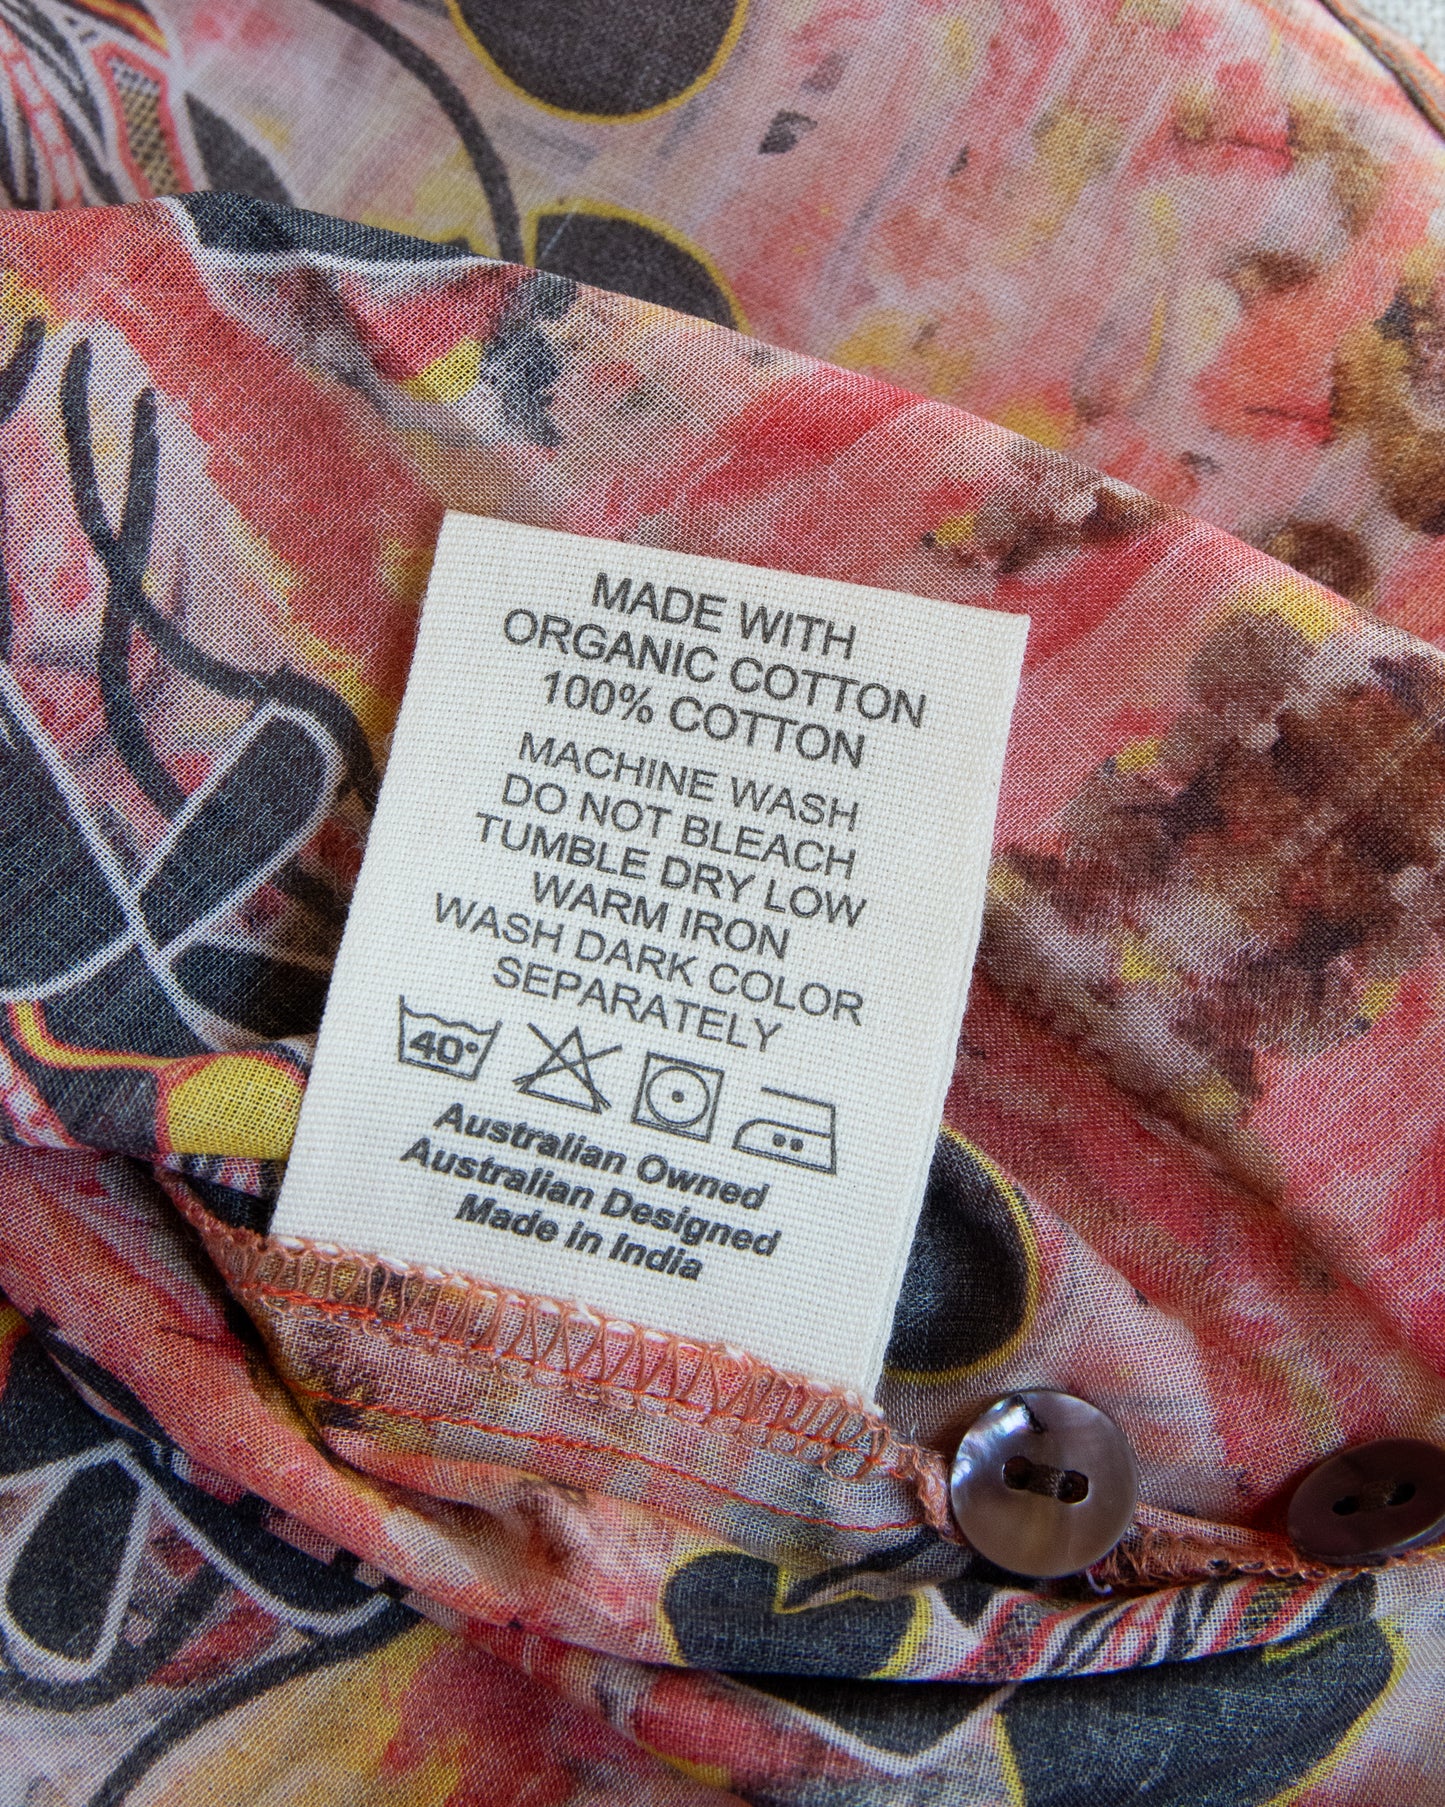 MADE WITH
ORGANIC COTTON
100% COTTON
MACHINE WASH
DO NOT BLEACH
TUMBLE DRY LOW
WARM IRON
WASH DARK COLOR
SEPARATELY
40°
Australian Owned
Australian Designed
Made in India